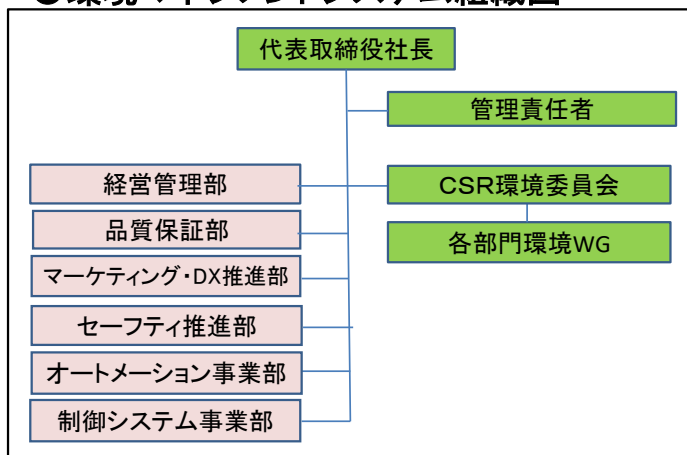 代表取締役社長
管理責任者
経営管理部
CSR環境委員会
品質保証部
各部門環境WG
マーケティング・DX推進部
セーフティ推進部
オートメーション事業部
制御システム事業部